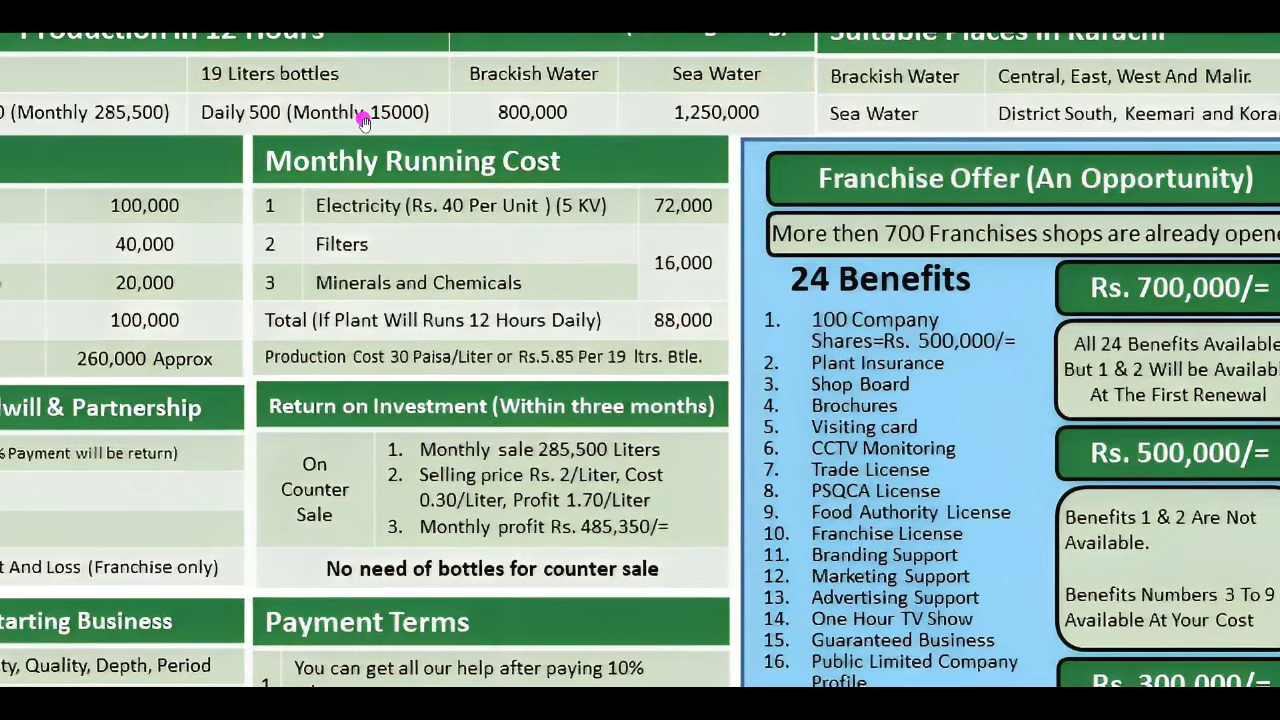 Production in 12 Hours
Suitable Places in Karachi
19 Liters bottles
Brackish Water
Sea Water
Brackish Water
Central, East, West And Malir.
(Monthly 285,500)
Daily 500 (Monthly 15000)
800,000
1,250,000
Sea Water
District South, Keemari and
100,000
40,000
20,000
100,000
260,000 Approx
& Partnership
Payment will be return)
And Loss (Franchise only)
Business
Quality, Depth, Period
Monthly Running Cost
1 Electricity (Rs. 40 Per Unit ) (5 KV) 72,000
2 Filters
16,000
3 Minerals and Chemicals
Total (If Plant Will Runs 12 Hours Daily) 88,000
Production Cost 30 Paisa/Liter or Rs.5.85 Per 19 ltrs. Btle.
Return on Investment (Within three months)
On
Counter
Sale
1. Monthly sale 285,500 Liters
2. Selling price Rs. 2/Liter, Cost
0.30/Liter, Profit 1.70/Liter
3. Monthly profit Rs. 485,350/=
No need of bottles for counter sale
Payment Terms
1. You can get all our help after paying 10%
Franchise Offer (An Opportunity)
More then 700 Franchises shops are already
24 Benefits
1. 100 Company
Shares=Rs. 500,000/=
2. Plant Insurance
3. Shop Board
4. Brochures
5. Visiting card
6. CCTV Monitoring
7. Trade License
8. PSQCA License
9. Food Authority License
10. Franchise License
11. Branding Support
12. Marketing Support
13. Advertising Support
14. One Hour TV Show
15. Guaranteed Business
16. Public Limited Company
Profile
Rs. 700,000/=
All 24 Benefits Available
But 1 & 2 Will be
At The First Renewal
Rs. 500,000/=
Benefits 1 & 2 Are Not
Available.
Benefits Numbers 3 To 9
Available At Your Cost
Rs. 300,000/=